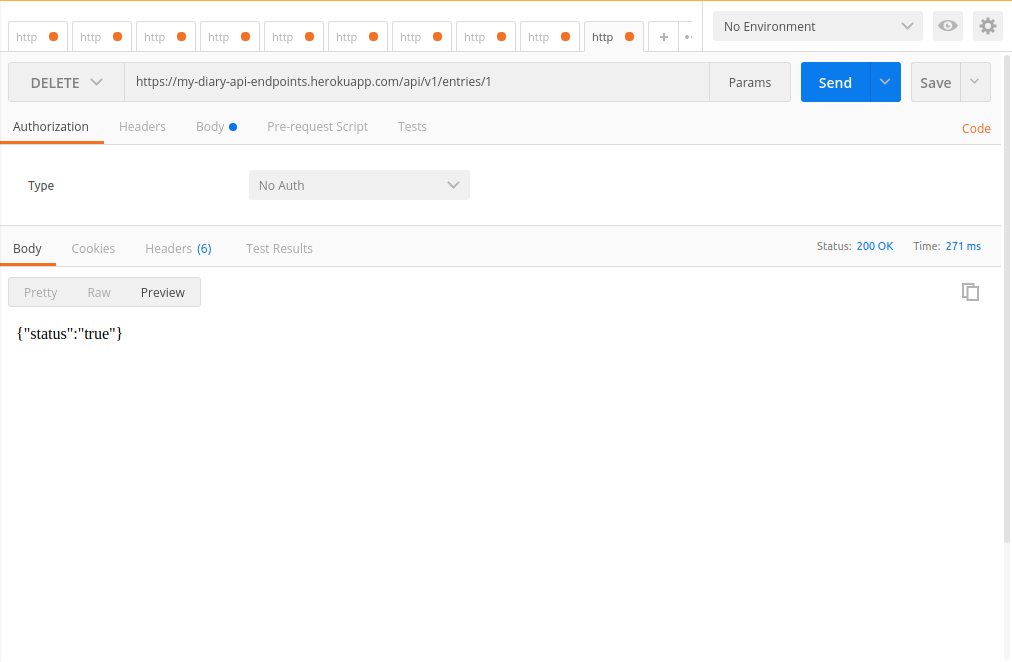 http http http http http http http http http http + No Environment
DELETE https://my-diary-api-endpoints.herokuapp.com/api/v1/entries/1 Params Send Save
Authorization Headers Body Pre-request Script Tests Code
Type No Auth
Body Cookies Headers (6) Test Results Status: 200 OK Time: 271 ms
Pretty Raw Preview
{"status":"true"}